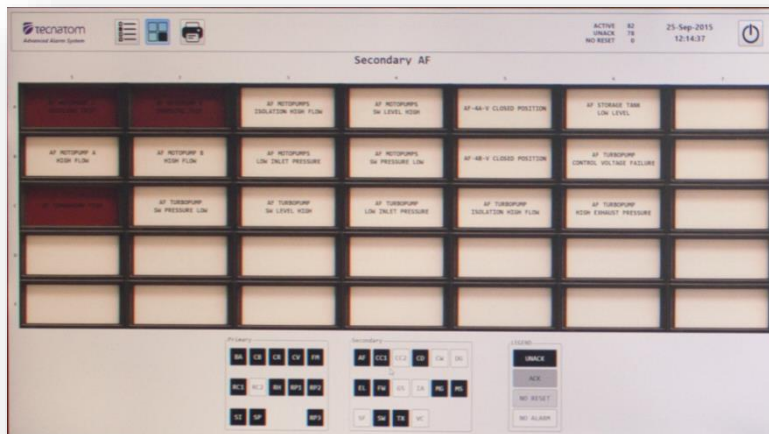 tecnatom
Advanced Alarm System
ACTIVE 82
UNACK 78
NO RESET 0
25-Sep-2015
12:14:37
Secondary AF
AF MOTOPUMPS
ISOLATION HIGH FLOW
AF MOTOPUMPS
SW LEVEL HIGH
AF-4A-V CLOSED POSITION
AF STORAGE TANK
LOW LEVEL
AF MOTOPUMP A
HIGH FLOW
AF MOTOPUMP B
HIGH FLOW
AF MOTOPUMPS
LOW INLET PRESSURE
AF MOTOPUMPS
SW PRESSURE LOW
AF-4B-V CLOSED POSITION
AF TURBOPUMP
CONTROL VOLTAGE FAILURE
AF TURBOPUMP
SW PRESSURE LOW
AF TURBOPUMP
SW LEVEL HIGH
AF TURBOPUMP
LOW INLET PRESSURE
AF TURBOPUMP
ISOLATION HIGH FLOW
AF TURBOPUMP
HIGH EXHAUST PRESSURE
Primary
BA CB CR CV FM
RC1 RC2 RH RP1 RP2
SI SP RP3
Secondary
AF CC1 CC2 CD CW DG
EL FW GS IA MG MS
SF SW TX VC
LEGEND
UNACK
ACK
NO RESET
NO ALARM